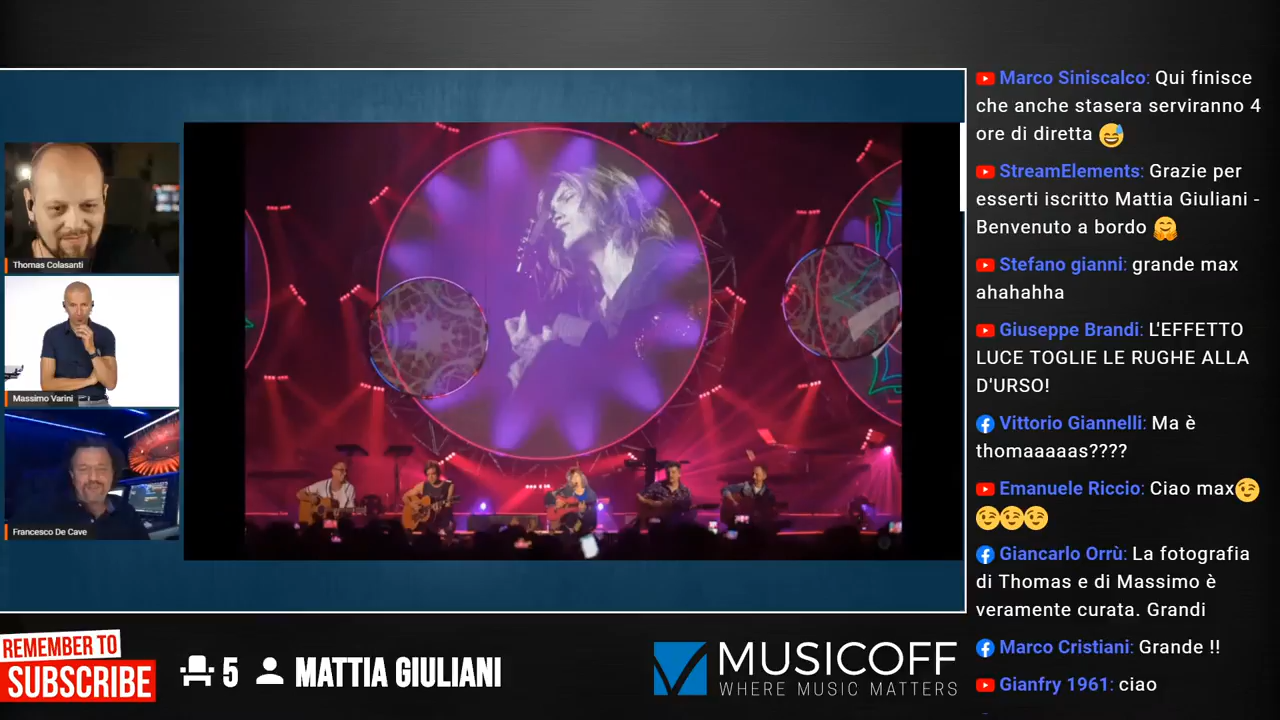 Thomas Colasanti
Massimo Varini
Francesco De Cave
REMEMBER TO
SUBSCRIBE
5 MATTIA GIULIANI
MUSICOFF
WHERE MUSIC MATTERS
Marco Siniscalco: Qui finisce
che anche stasera serviranno 4
ore di diretta 😅
StreamElements: Grazie per
esserti iscritto Mattia Giuliani -
Benvenuto a bordo 🤗
Stefano gianni: grande max
ahahahha
Giuseppe Brandi: L'EFFETTO
LUCE TOGLIE LE RUGHE ALLA
D'URSO!
Vittorio Giannelli: Ma è
thomaaaaas????
Emanuele Riccio: Ciao max😉
😉😉😉
Giancarlo Orrù: La fotografia
di Thomas e di Massimo è
veramente curata. Grandi
Marco Cristiani: Grande !!
Gianfry 1961: ciao